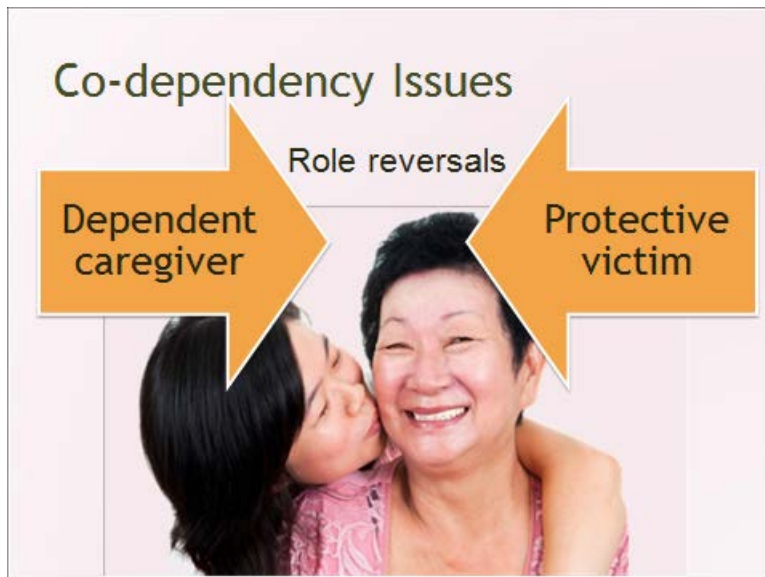 Co-dependency Issues
Role reversals
Dependent
caregiver
Protective
victim